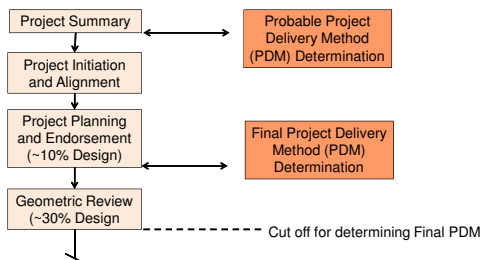 Project Summary
Probable Project
Delivery Method
(PDM) Determination
Project Initiation
and Alignment
Project Planning
and Endorsement
(~10% Design)
Final Project Delivery
Method (PDM)
Determination
Geometric Review
(~30% Design
Cut off for determining Final PDM